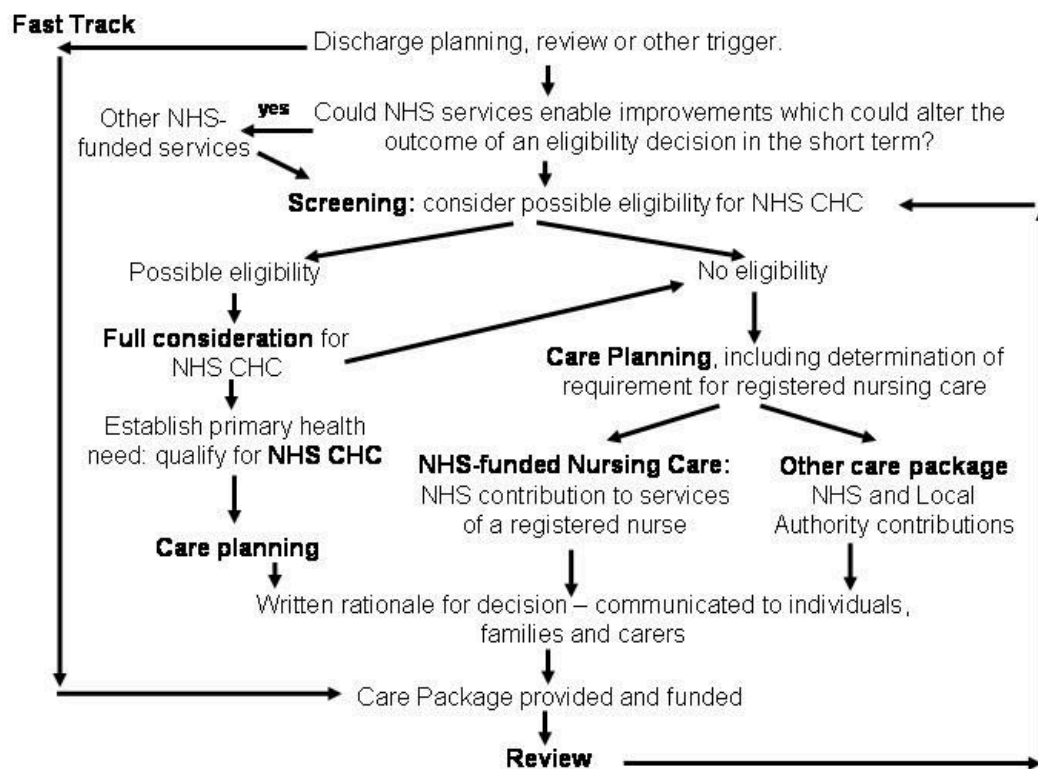 Fast Track
Discharge planning, review or other trigger.
Other NHS-
funded services
yes
Could NHS services enable improvements which could alter the
outcome of an eligibility decision in the short term?
Screening: consider possible eligibility for NHS CHC
Possible eligibility
No eligibility
Full consideration for
NHS CHC
Care Planning, including determination of
requirement for registered nursing care
Establish primary health
need: qualify for NHS CHC
NHS-funded Nursing Care:
NHS contribution to services
of a registered nurse
Other care package
NHS and Local
Authority contributions
Care planning
Written rationale for decision – communicated to individuals,
families and carers
Care Package provided and funded
Review